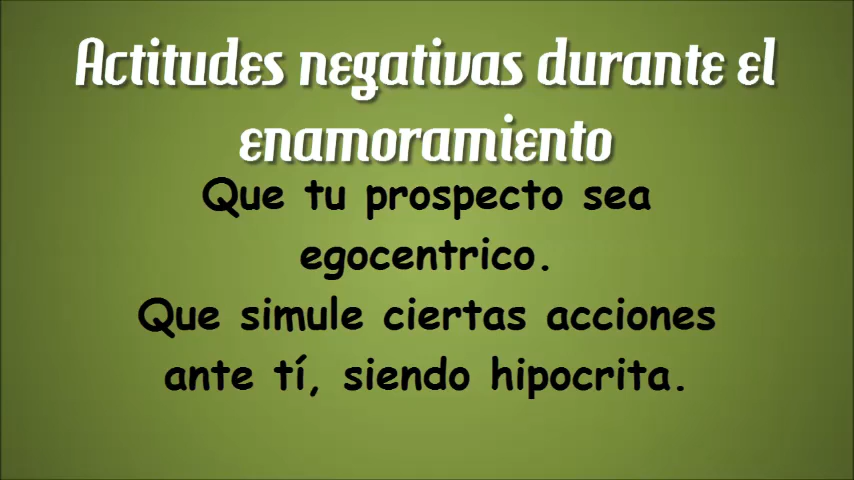 Actitudes negativas durante el
enamoramiento
Que tu prospecto sea
egocentrico.
Que simule ciertas acciones
ante tí, siendo hipocrita.